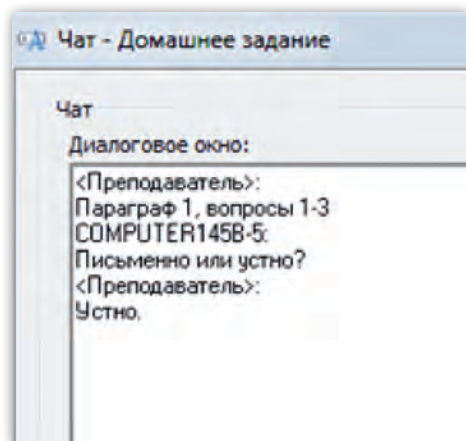 Чат - Домашнее задание
Чат
Диалоговое окно:
<Преподаватель>:
Параграф 1, вопросы 1-3
COMPUTER145B-5:
Письменно или устно?
<Преподаватель>:
Устно.